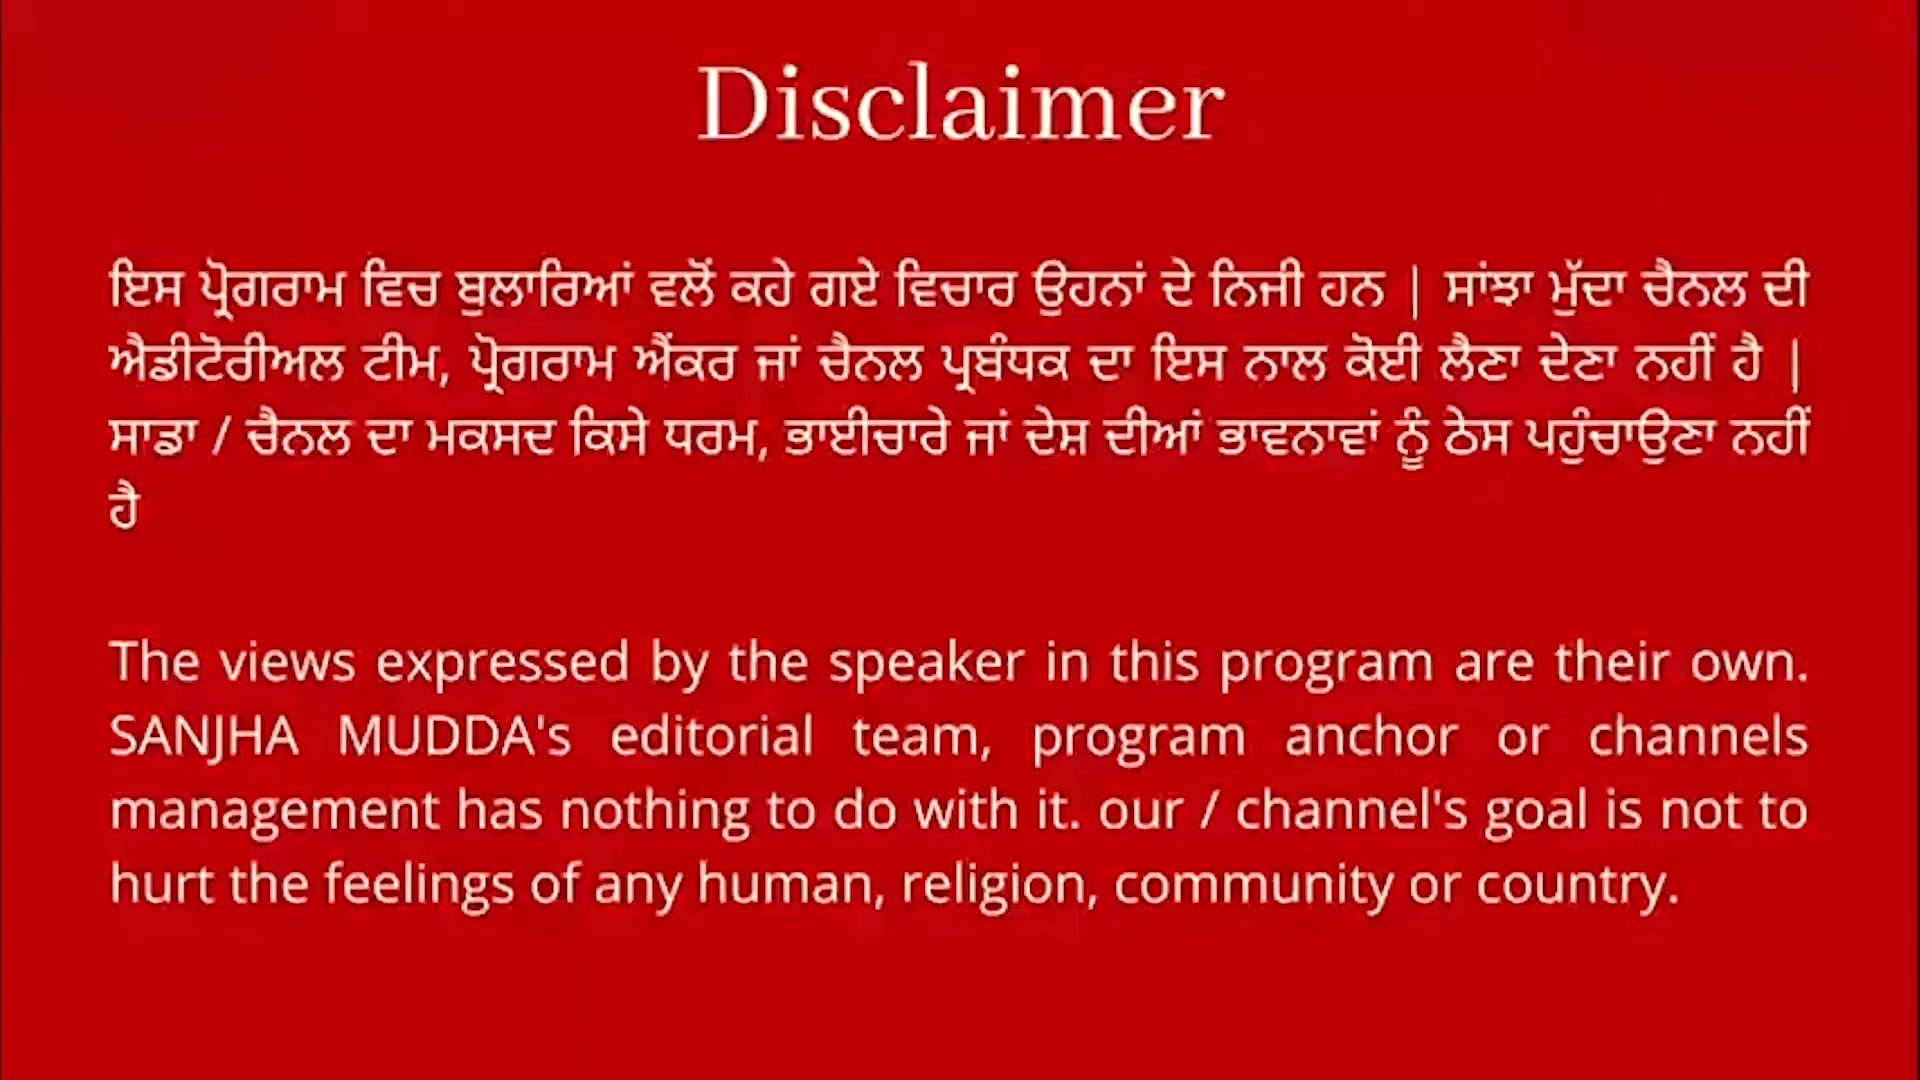 Disclaimer
ਇਸ ਪ੍ਰੋਗਰਾਮ ਵਿਚ ਬੁਲਾਰਿਆਂ ਵਲੋਂ ਕਹੇ ਗਏ ਵਿਚਾਰ ਉਹਨਾਂ ਦੇ ਨਿਜੀ ਹਨ | ਸਾਂਝਾ ਮੁੱਦਾ ਚੈਨਲ ਦੀ
ਐਡੀਟੋਰੀਅਲ ਟੀਮ, ਪ੍ਰੋਗਰਾਮ ਐਂਕਰ ਜਾਂ ਚੈਨਲ ਪ੍ਰਬੰਧਕ ਦਾ ਇਸ ਨਾਲ ਕੋਈ ਲੈਣਾ ਦੇਣਾ ਨਹੀਂ ਹੈ |
ਸਾਡਾ / ਚੈਨਲ ਦਾ ਮਕਸਦ ਕਿਸੇ ਧਰਮ, ਭਾਈਚਾਰੇ ਜਾਂ ਦੇਸ਼ ਦੀਆਂ ਭਾਵਨਾਵਾਂ ਨੂੰ ਠੇਸ ਪਹੁੰਚਾਉਣਾ ਨਹੀਂ
ਹੈ
The views expressed by the speaker in this program are their own.
SANJHA MUDDA's editorial team, program anchor or channels
management has nothing to do with it. our / channel's goal is not to
hurt the feelings of any human, religion, community or country.